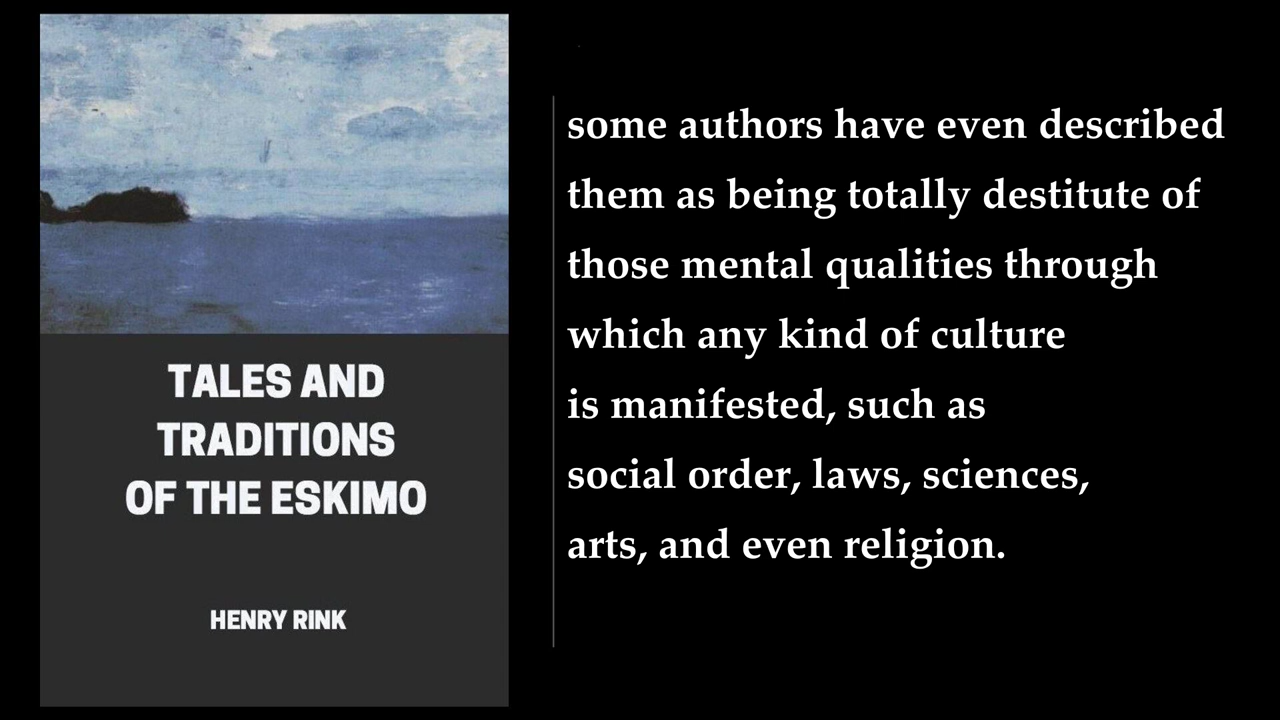 TALES AND
TRADITIONS
OF THE ESKIMO
HENRY RINK
some authors have even described
them as being totally destitute of
those mental qualities through
which any kind of culture
is manifested, such as
social order, laws, sciences,
arts, and even religion.